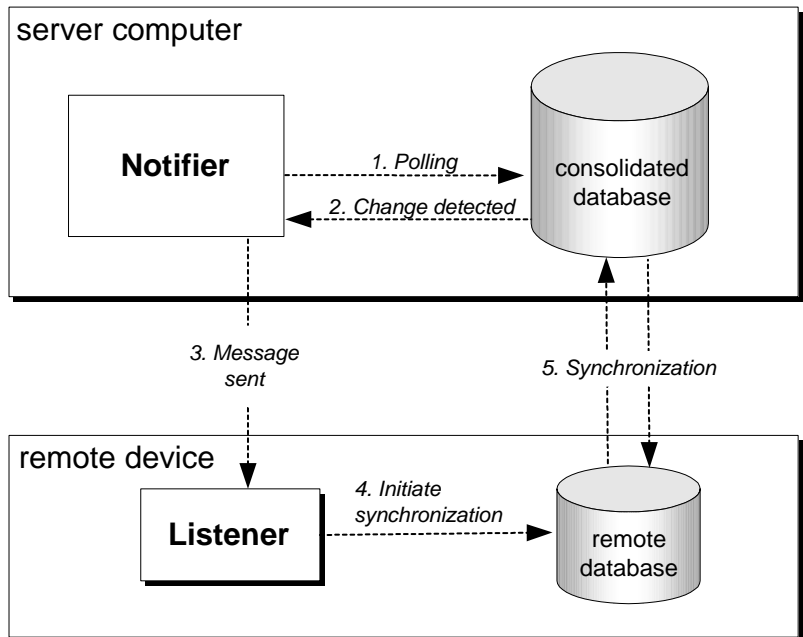 server computer
Notifier
1. Polling
2. Change detected
consolidated
database
3. Message
sent
5. Synchronization
remote device
Listener
4. Initiate
synchronization
remote
database